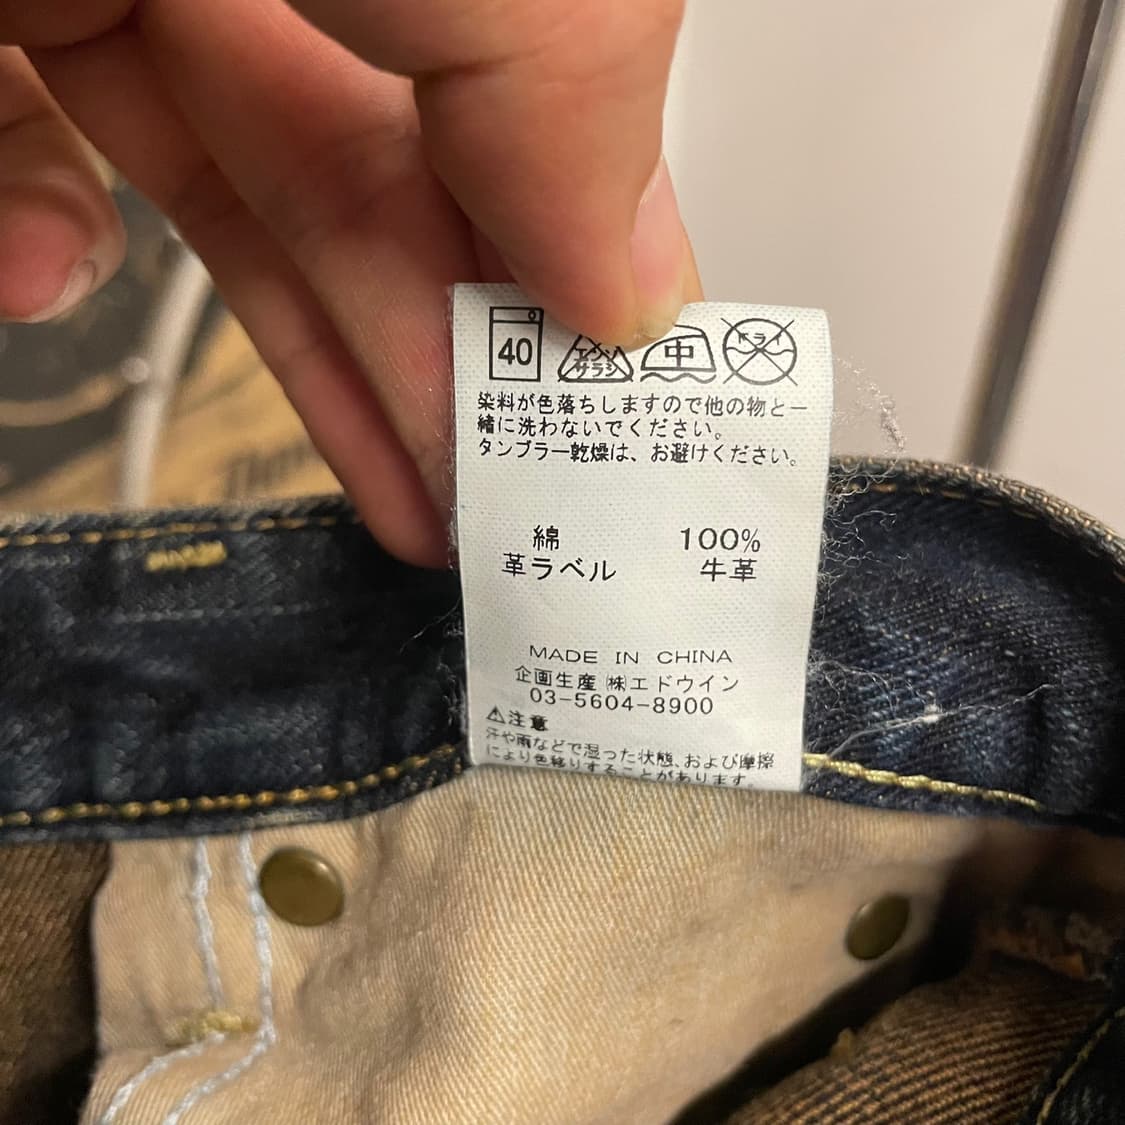 40 エンソ サラシ 中 ドライ
染料が色落ちしますので他の物と一
緒に洗わないでください。
タンブラー乾燥は、お避けください。
綿 100%
革ラベル 牛革
MADE IN CHINA
企画生産 ㈱エドウイン
03-5604-8900
⚠注意
汗や雨などで湿った状態、および摩擦
により色移りすることがあります。